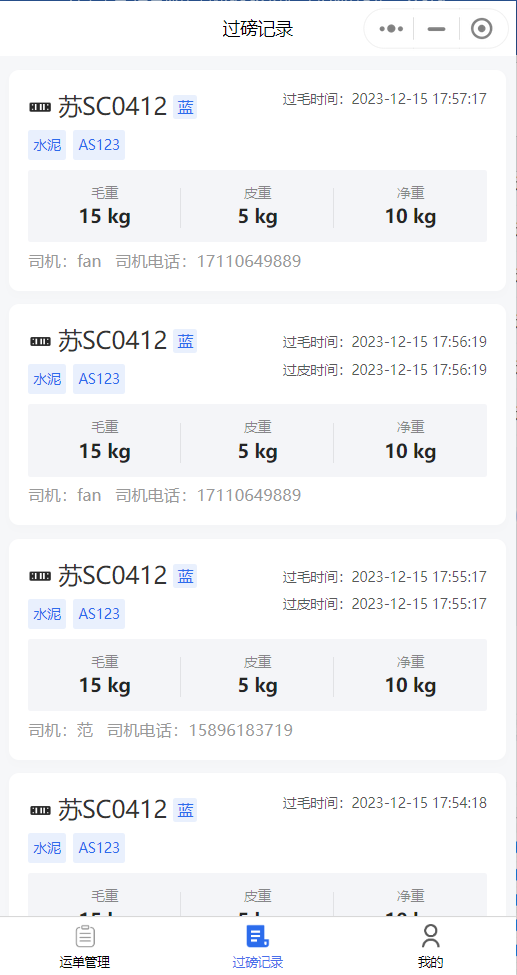 过磅记录
苏SC0412 蓝 过毛时间：2023-12-15 17:57:17
水泥 AS123
毛重 皮重 净重
15 kg 5 kg 10 kg
司机：fan 司机电话：17110649889
苏SC0412 蓝 过毛时间：2023-12-15 17:56:19
过皮时间：2023-12-15 17:56:19
水泥 AS123
毛重 皮重 净重
15 kg 5 kg 10 kg
司机：fan 司机电话：17110649889
苏SC0412 蓝 过毛时间：2023-12-15 17:55:17
过皮时间：2023-12-15 17:55:17
水泥 AS123
毛重 皮重 净重
15 kg 5 kg 10 kg
司机：范 司机电话：15896183719
苏SC0412 蓝 过毛时间：2023-12-15 17:54:18
水泥 AS123
毛重 皮重 净重
运单管理 过磅记录 我的